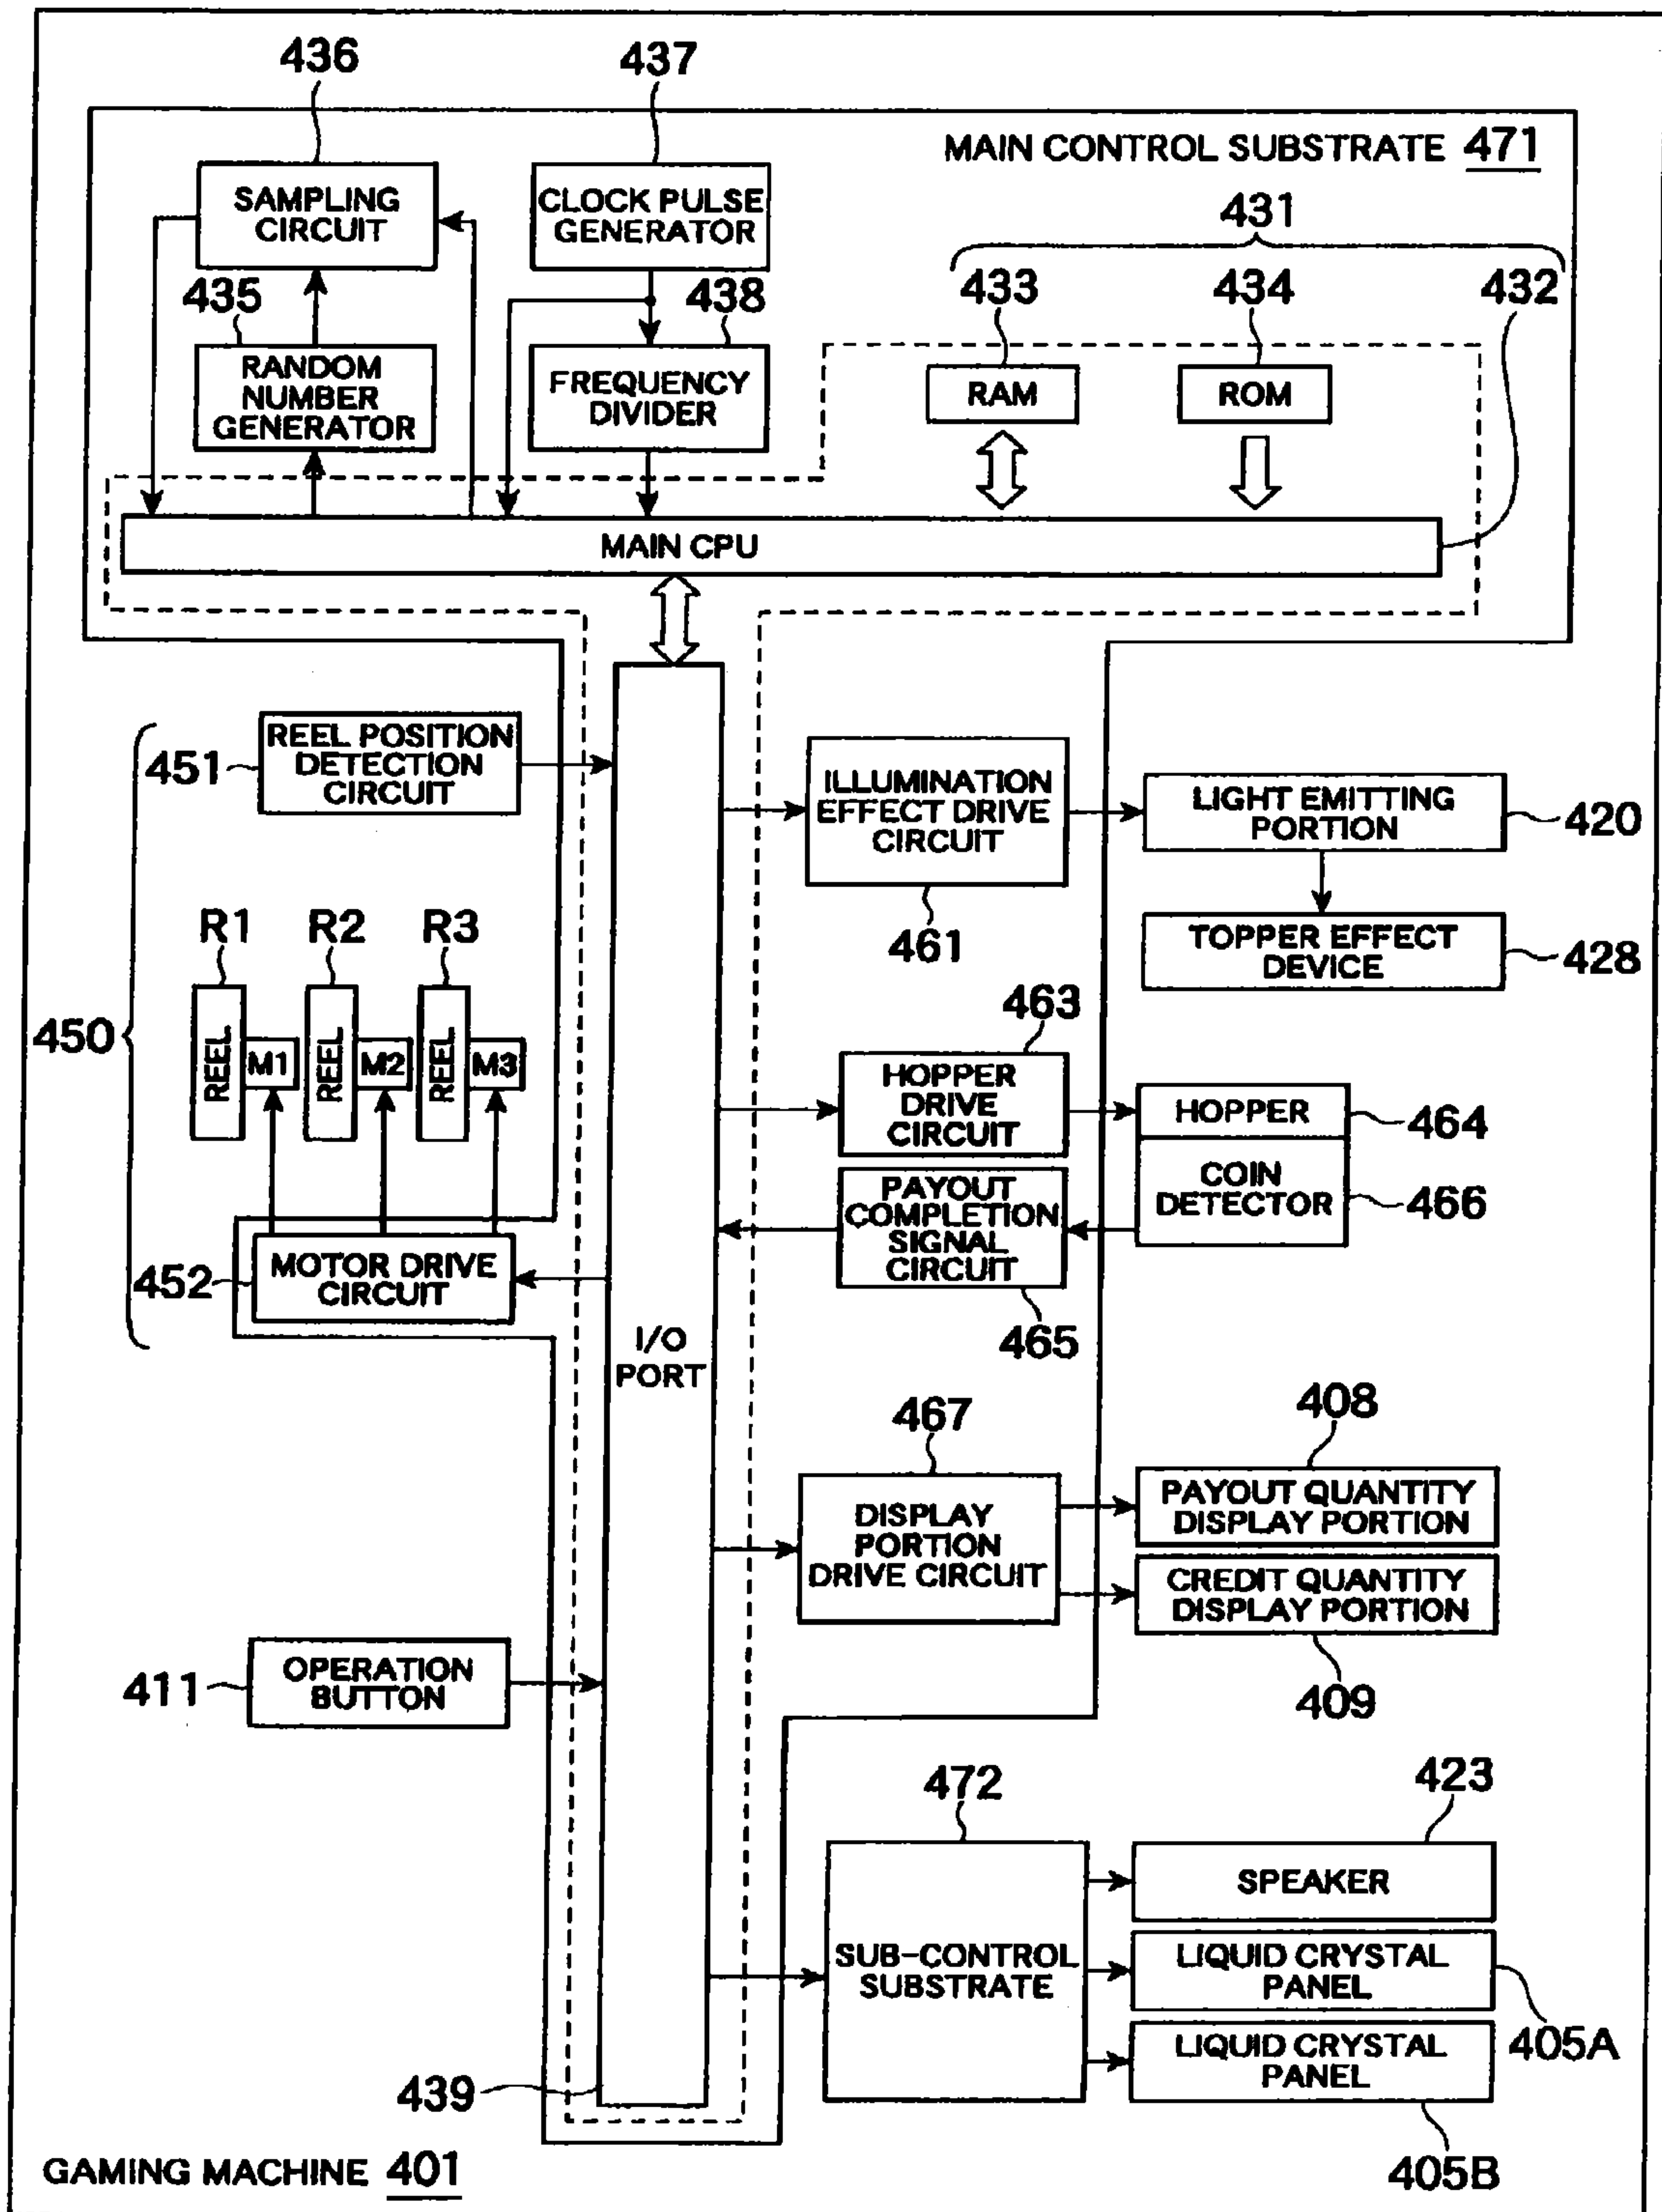 436
437
MAIN CONTROL SUBSTRATE 471
SAMPLING
CIRCUIT
CLOCK PULSE
GENERATOR
431
435
438
433
434
432
RANDOM
NUMBER
GENERATOR
FREQUENCY
DIVIDER
RAM
ROM
MAIN CPU
451
REEL POSITION
DETECTION
CIRCUIT
ILLUMINATION
EFFECT DRIVE
CIRCUIT
461
LIGHT EMITTING
PORTION
420
TOPPER EFFECT
DEVICE
428
R1
R2
R3
450
REEL
M1
REEL
M2
REEL
M3
463
HOPPER
DRIVE
CIRCUIT
HOPPER
464
COIN
DETECTOR
466
PAYOUT
COMPLETION
SIGNAL
CIRCUIT
465
452
MOTOR DRIVE
CIRCUIT
I/O
PORT
467
408
DISPLAY
PORTION
DRIVE CIRCUIT
PAYOUT QUANTITY
DISPLAY PORTION
CREDIT QUANTITY
DISPLAY PORTION
409
411
OPERATION
BUTTON
472
423
SUB-CONTROL
SUBSTRATE
SPEAKER
LIQUID CRYSTAL
PANEL
405A
LIQUID CRYSTAL
PANEL
405B
439
GAMING MACHINE 401